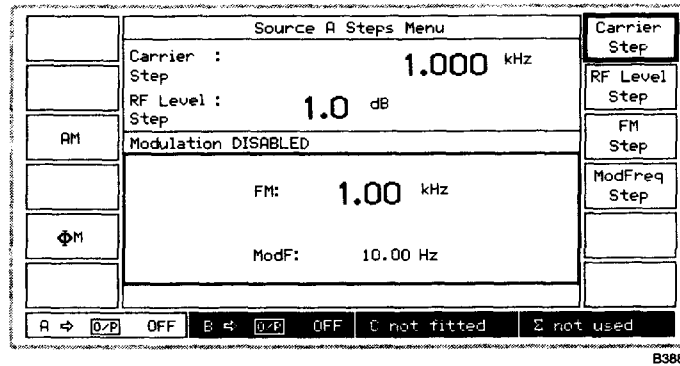 Source A Steps Menu
Carrier : 1.000 kHz
Step
RF Level : 1.0 dB
Step
Modulation DISABLED
FM: 1.00 kHz
ModF: 10.00 Hz
AM
ΦM
Carrier
Step
RF Level
Step
FM
Step
ModFreq
Step
A ⇨ O/P OFF B ⇨ O/P OFF C not fitted Σ not used
B388